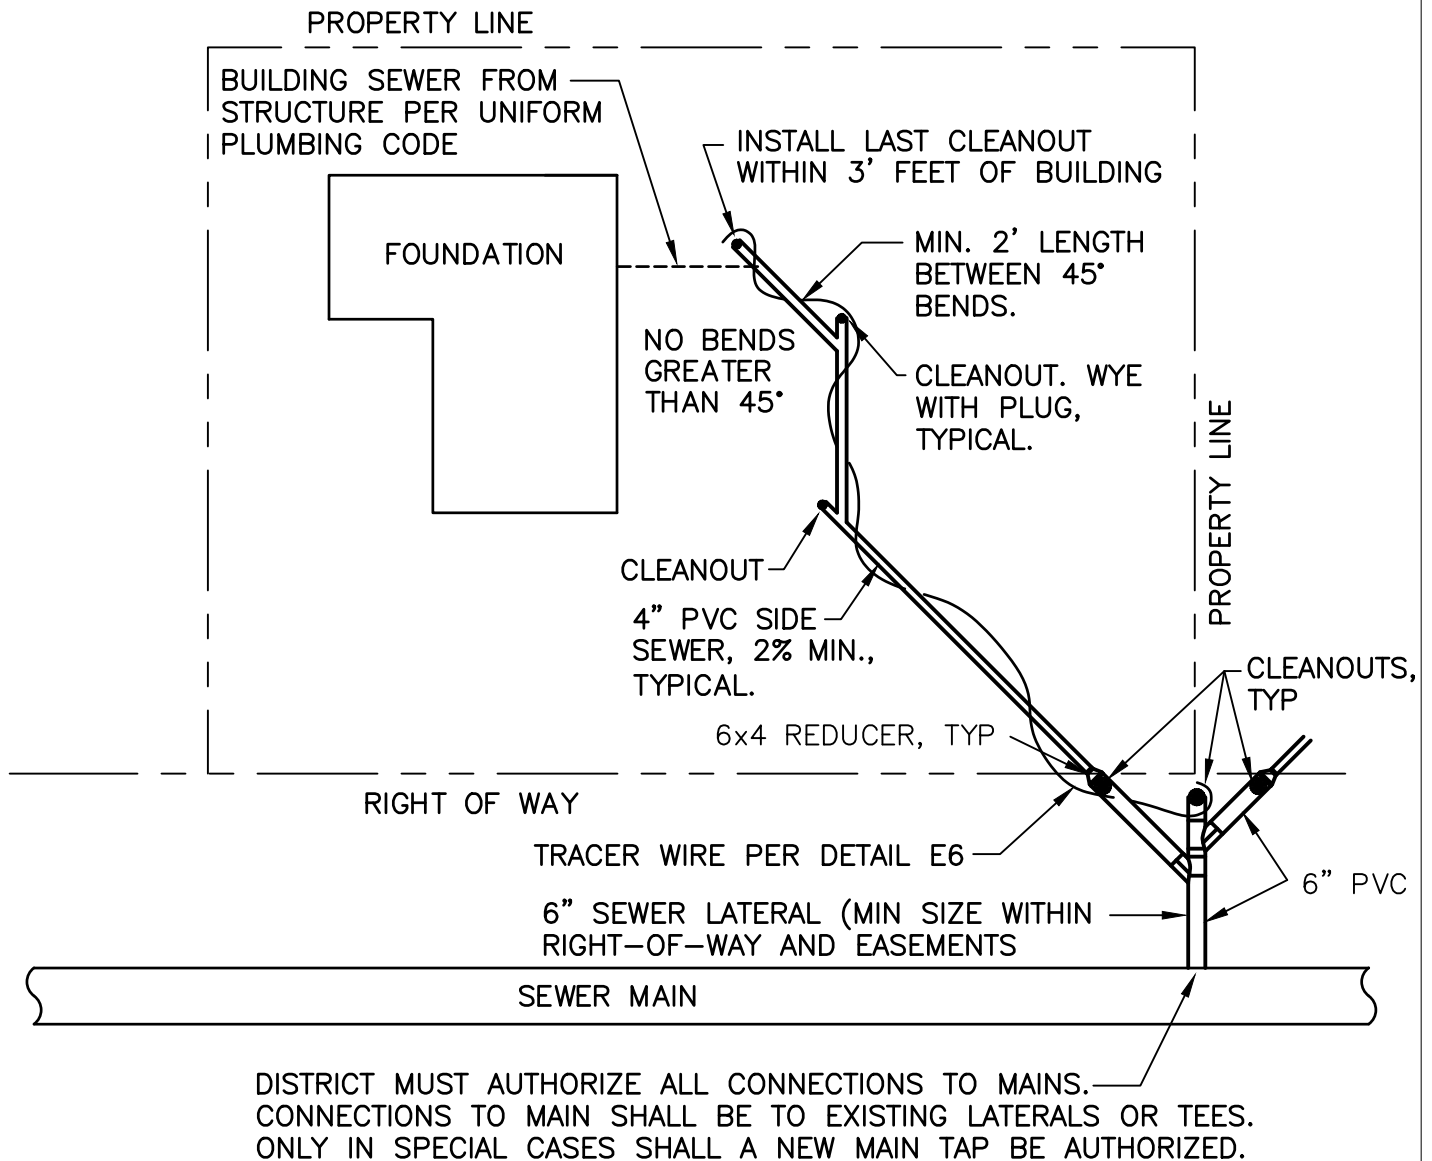 PROPERTY LINE
BUILDING SEWER FROM
STRUCTURE PER UNIFORM
PLUMBING CODE
INSTALL LAST CLEANOUT
WITHIN 3' FEET OF BUILDING
FOUNDATION
MIN. 2' LENGTH
BETWEEN 45°
BENDS.
NO BENDS
GREATER
THAN 45°
CLEANOUT. WYE
WITH PLUG,
TYPICAL.
PROPERTY LINE
CLEANOUT
4" PVC SIDE
SEWER, 2% MIN.,
TYPICAL.
CLEANOUTS,
TYP
6x4 REDUCER, TYP
RIGHT OF WAY
TRACER WIRE PER DETAIL E6
6" PVC
6" SEWER LATERAL (MIN SIZE WITHIN
RIGHT-OF-WAY AND EASEMENTS
SEWER MAIN
DISTRICT MUST AUTHORIZE ALL CONNECTIONS TO MAINS.
CONNECTIONS TO MAIN SHALL BE TO EXISTING LATERALS OR TEES.
ONLY IN SPECIAL CASES SHALL A NEW MAIN TAP BE AUTHORIZED.